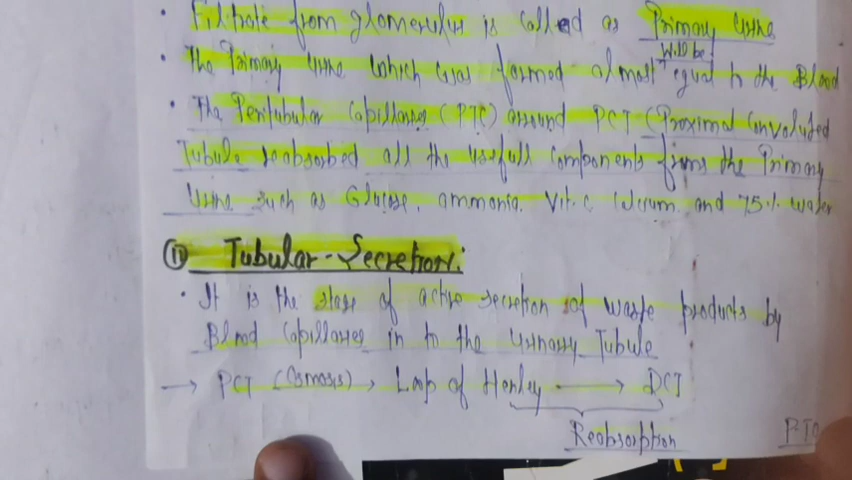 • Filtrate from glomerulus is called as Primary Urine
• The Primary Urine which was formed almost will be equal to the Blood
• The Peritubular Capillaries (PTC) around PCT (Proximal Convoluted
Tubule reabsorbed all the usefull components from the Primary
Urine such as Glucose, ammonia. Vit. C and 75% water
(ii) Tubular-Secretion:
• It is the stage of active secretion of waste products by
Blood Capillaries in to the Urinary Tubule
→ PCT (Osmosis) → Loop of Henley → DCT
Reabsorption
PTO